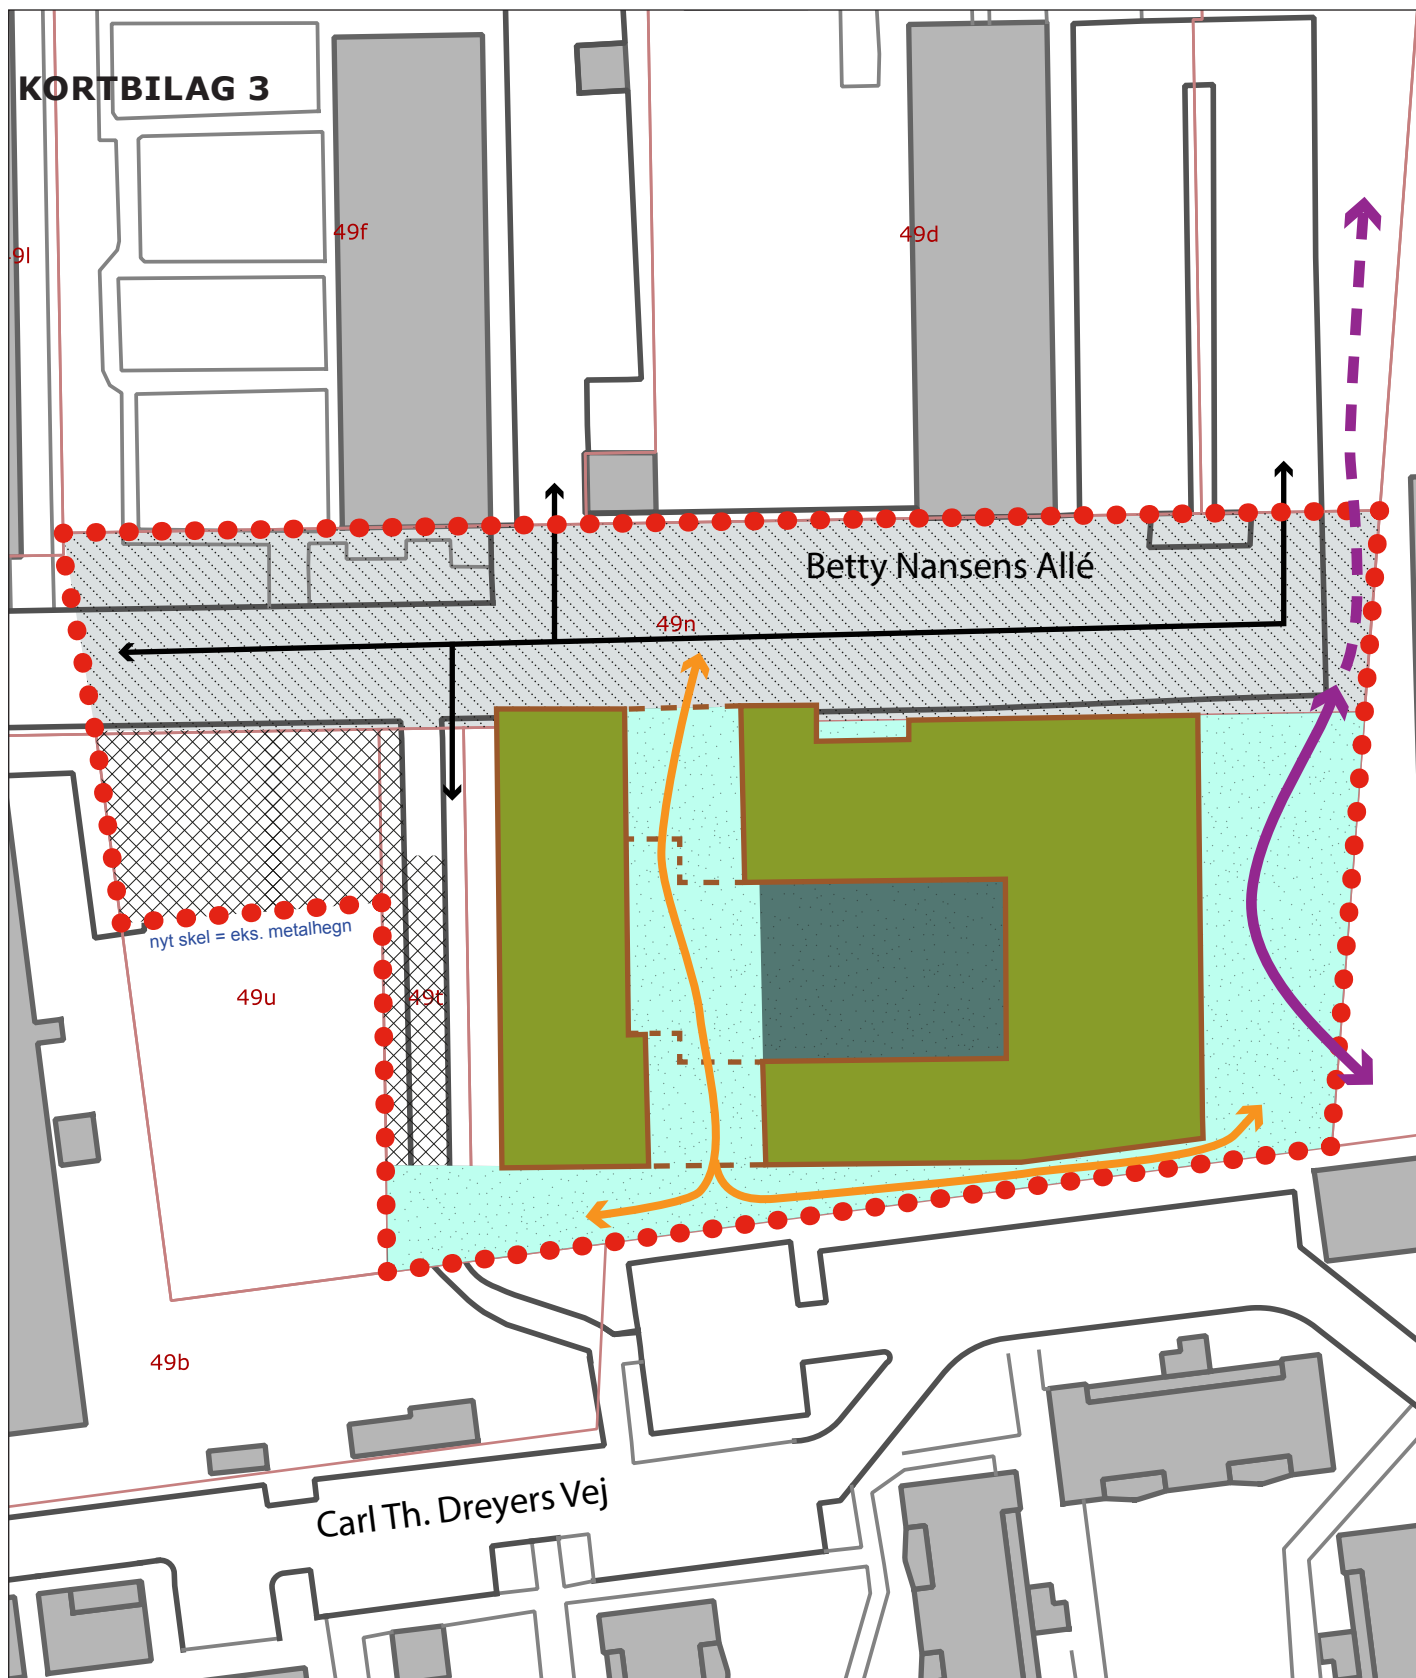 KORTBILAG 3
49f
49d
9l
Betty Nansens Allé
49n
nyt skel = eks. metalhegn
49u
49t
49b
Carl Th. Dreyers Vej